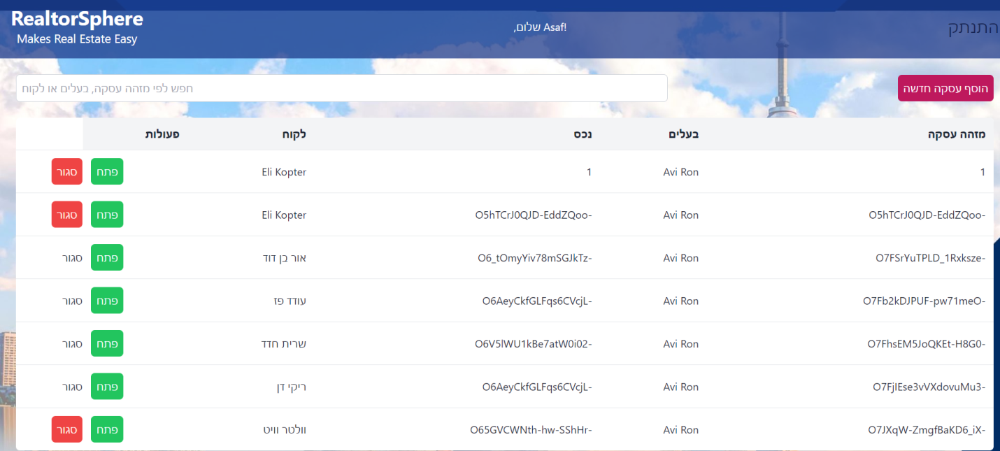 RealtorSphere
Makes Real Estate Easy
שלום, Asaf!
התנתק
הוסף עסקה חדשה
חפש לפי מזהה עסקה, בעלים או לקוח
מזהה עסקה בעלים נכס לקוח פעולות
1 Avi Ron 1 Eli Kopter פתח סגור
O5hTCrJ0QJD-EddZQoo- Avi Ron O5hTCrJ0QJD-EddZQoo- Eli Kopter פתח סגור
O7FSrYuTPLD_1Rxksze- Avi Ron O6_tOmyYiv78mSGJkTz- אור בן דוד פתח סגור
O7Fb2kDJPUF-pw71meO- Avi Ron O6AeyCkfGLFqs6CVcjL- עודד פז פתח סגור
O7FhsEM5JoQKEt-H8G0- Avi Ron O6V5lWU1kBe7atW0i02- שרית חדד פתח סגור
O7FjlEse3vVXdovuMu3- Avi Ron O6AeyCkfGLFqs6CVcjL- ריקי דן פתח סגור
O7JXqW-ZmgfBaKD6_iX- Avi Ron O65GVCWNth-hw-SShHr- וולטר וויט פתח סגור